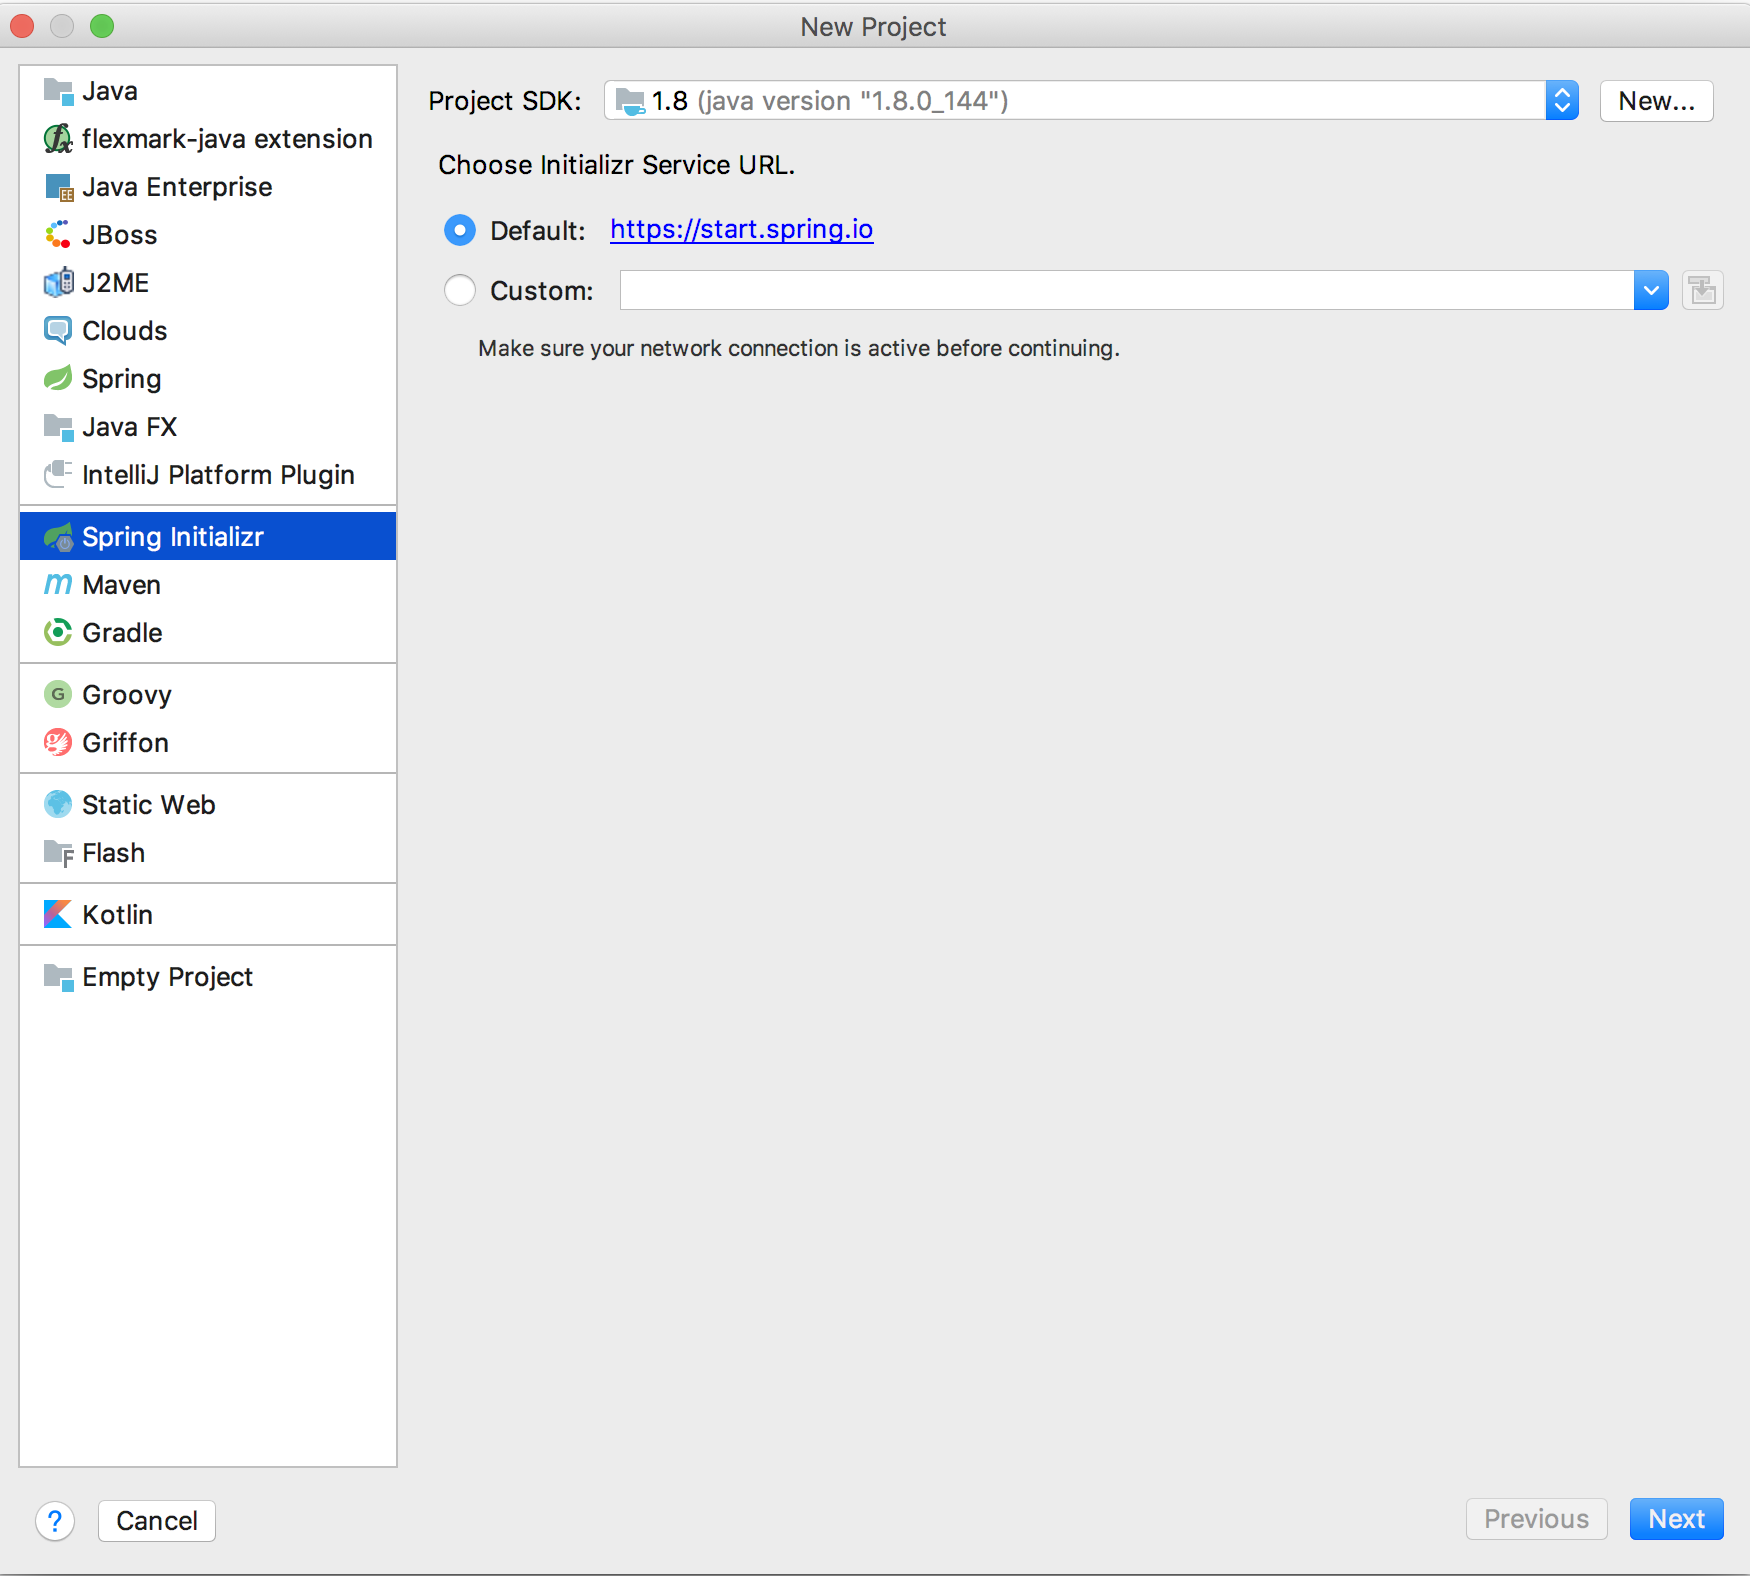 New Project
Java
flexmark-java extension
Java Enterprise
JBoss
J2ME
Clouds
Spring
Java FX
IntelliJ Platform Plugin
Spring Initializr
Maven
Gradle
Groovy
Griffon
Static Web
Flash
Kotlin
Empty Project
Project SDK: 1.8 (java version "1.8.0_144") New...
Choose Initializr Service URL.
Default: https://start.spring.io
Custom:
Make sure your network connection is active before continuing.
? Cancel Previous Next